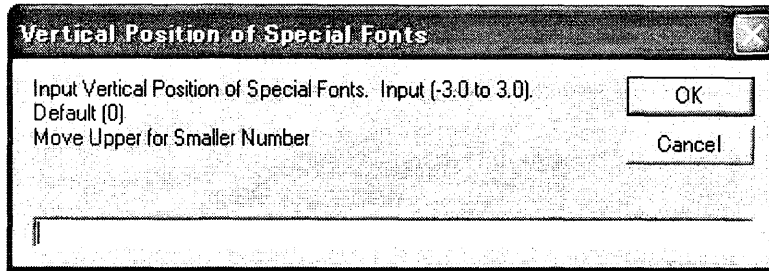 Vertical Position of Special Fonts
Input Vertical Position of Special Fonts. Input (-3.0 to 3.0).
Default (0)
Move Upper for Smaller Number
OK
Cancel